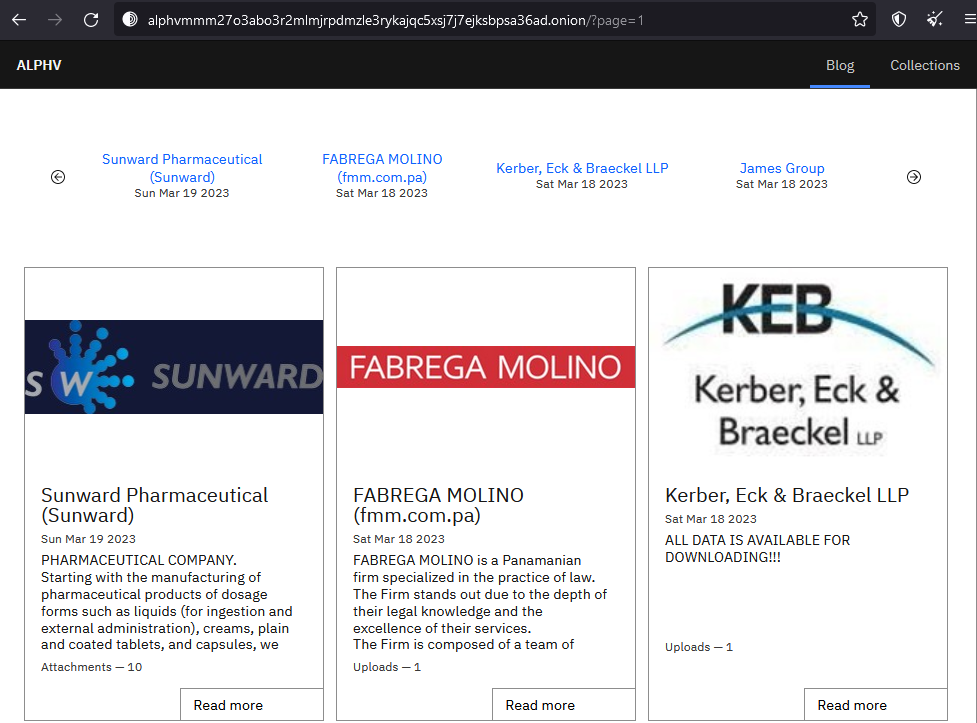 alphvmmm27o3abo3r2mlmjrpdmzle3rykajqc5xsj7j7ejksbpsa36ad.onion/?page=1
ALPHV
Blog
Collections
Sunward Pharmaceutical
(Sunward)
Sun Mar 19 2023
FABREGA MOLINO
(fmm.com.pa)
Sat Mar 18 2023
Kerber, Eck & Braeckel LLP
Sat Mar 18 2023
James Group
Sat Mar 18 2023
S W SUNWARD
Sunward Pharmaceutical
(Sunward)
Sun Mar 19 2023
PHARMACEUTICAL COMPANY.
Starting with the manufacturing of
pharmaceutical products of dosage
forms such as liquids (for ingestion and
external administration), creams, plain
and coated tablets, and capsules, we
Attachments — 10
Read more
FABREGA MOLINO
FABREGA MOLINO
(fmm.com.pa)
Sat Mar 18 2023
FABREGA MOLINO is a Panamanian
firm specialized in the practice of law.
The Firm stands out due to the depth of
their legal knowledge and the
excellence of their services.
The Firm is composed of a team of
Uploads — 1
Read more
KEB
Kerber, Eck &
Braeckel LLP
Kerber, Eck & Braeckel LLP
Sat Mar 18 2023
ALL DATA IS AVAILABLE FOR
DOWNLOADING!!!
Uploads — 1
Read more